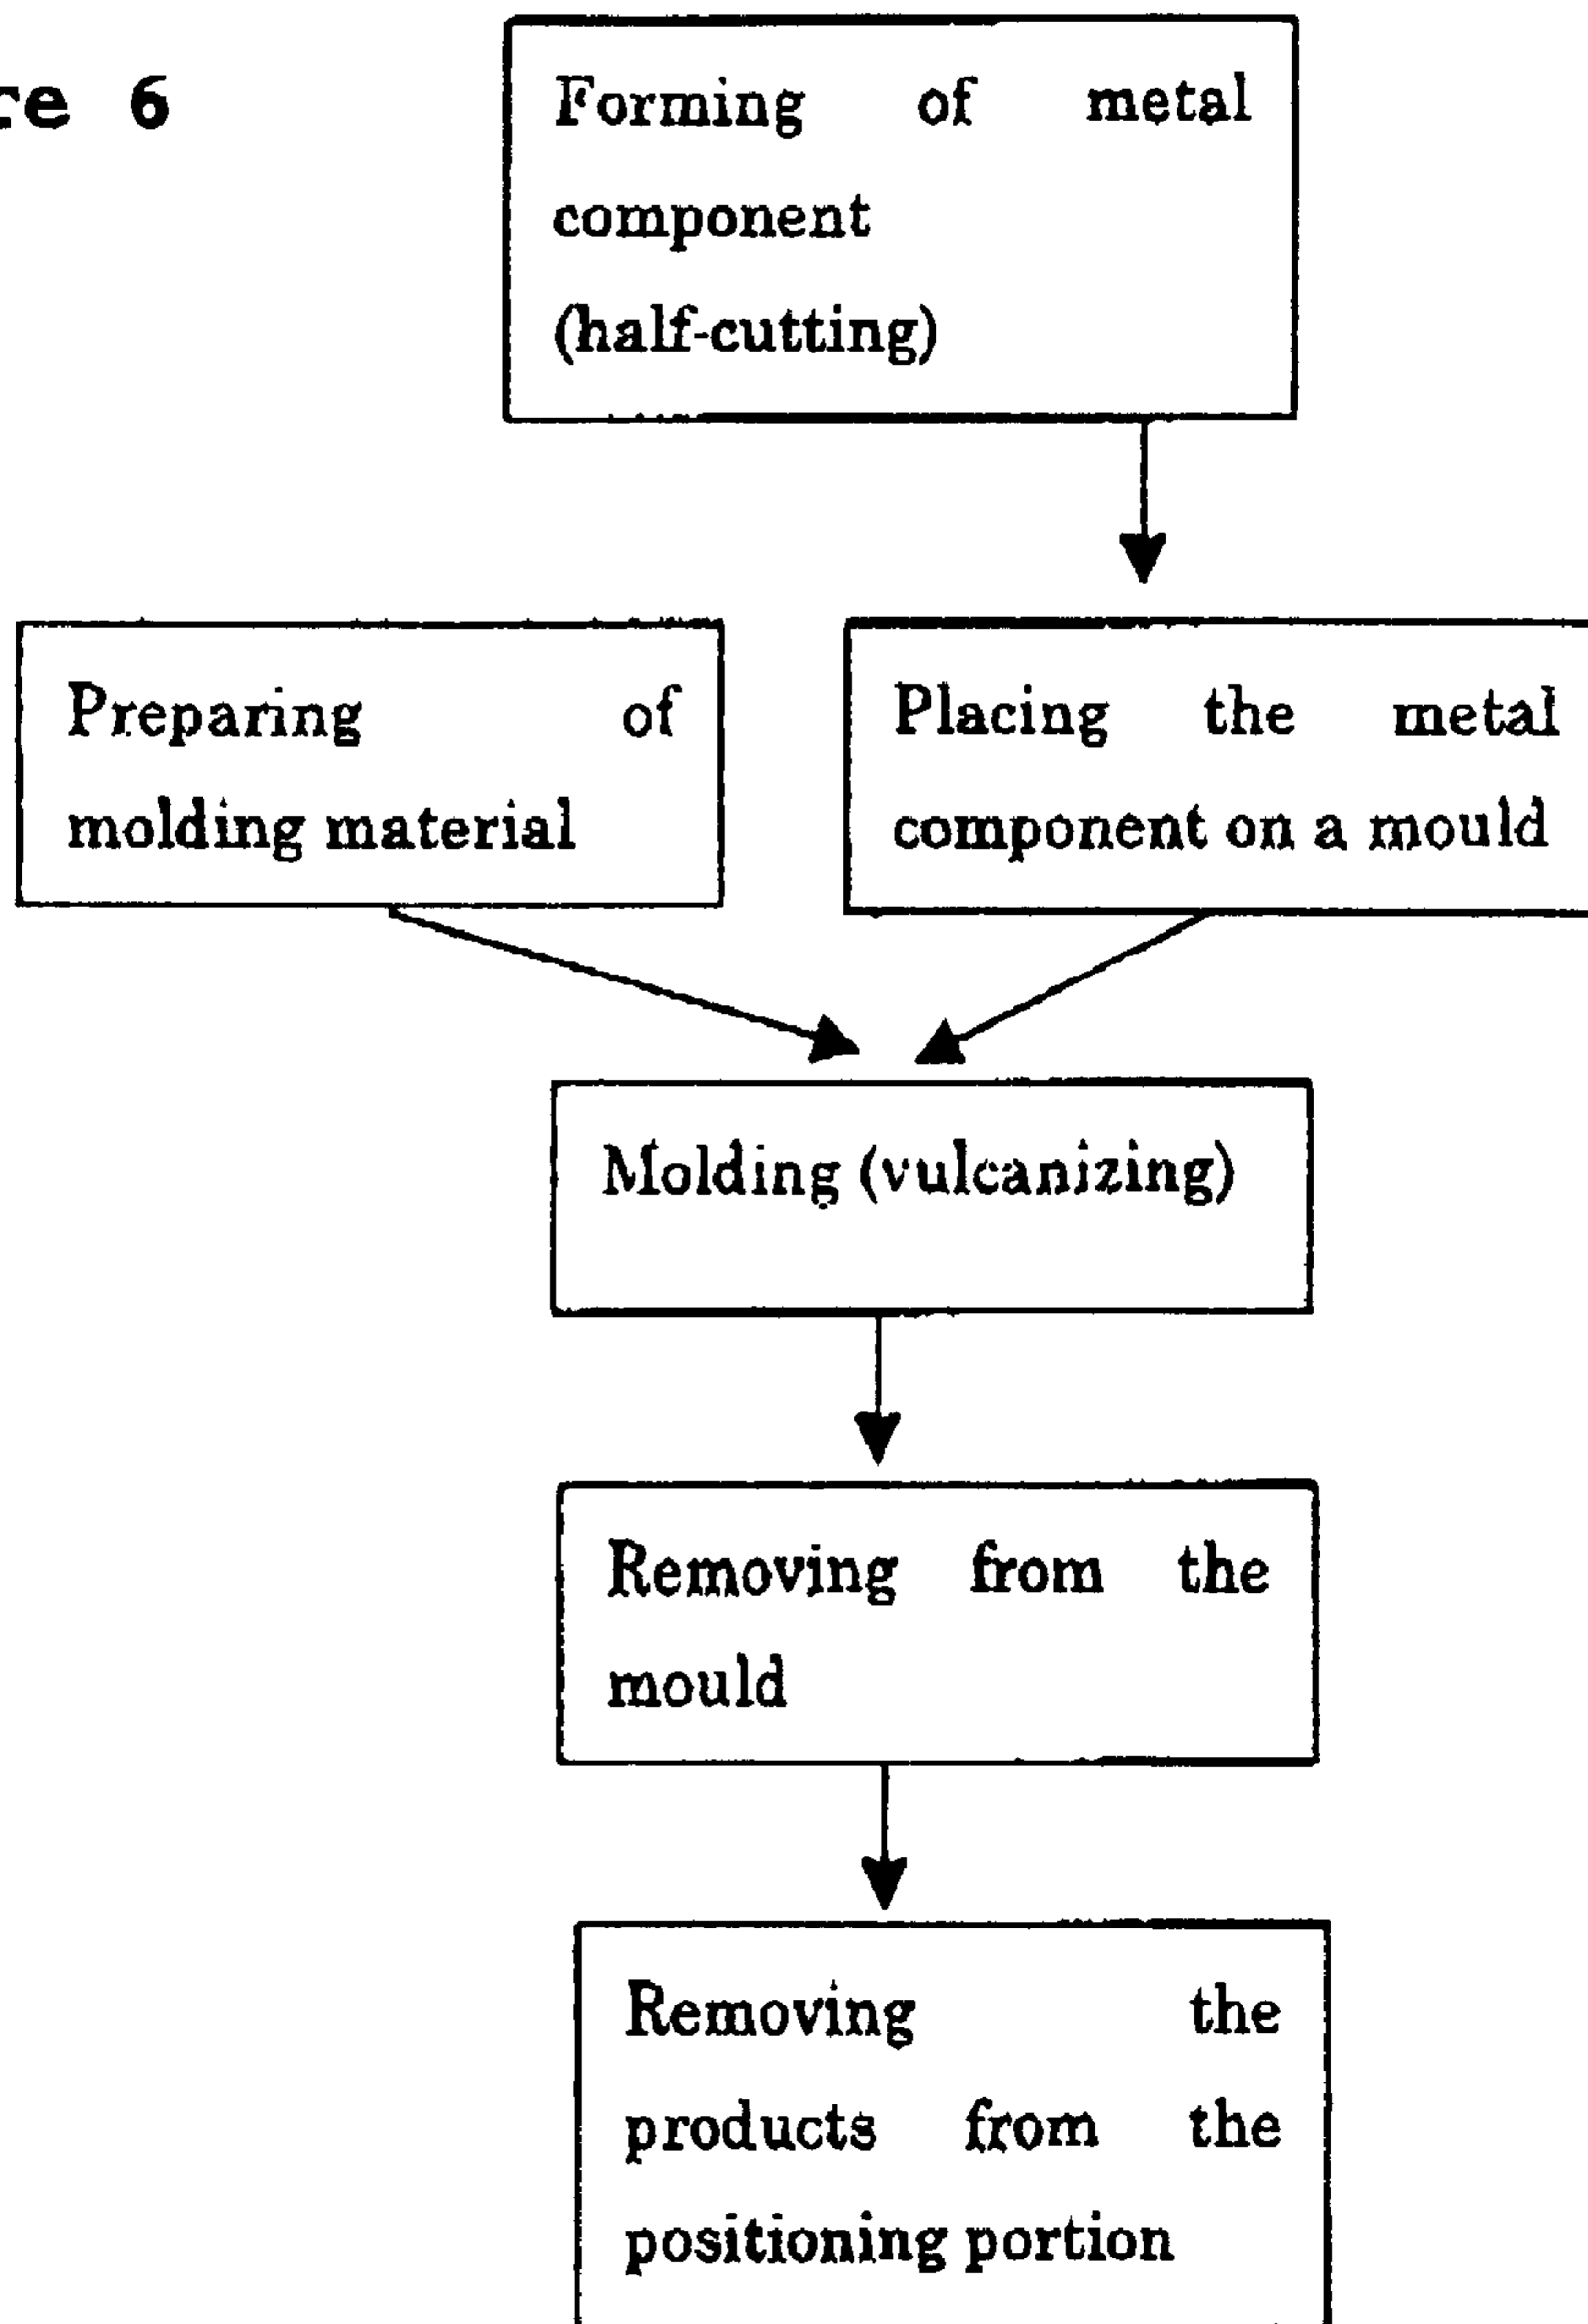 re 6
Forming of metal
component
(half-cutting)
Preparing of
molding material
Placing the metal
component on a mould
Molding (vulcanizing)
Removing from the
mould
Removing the
products from the
positioning portion